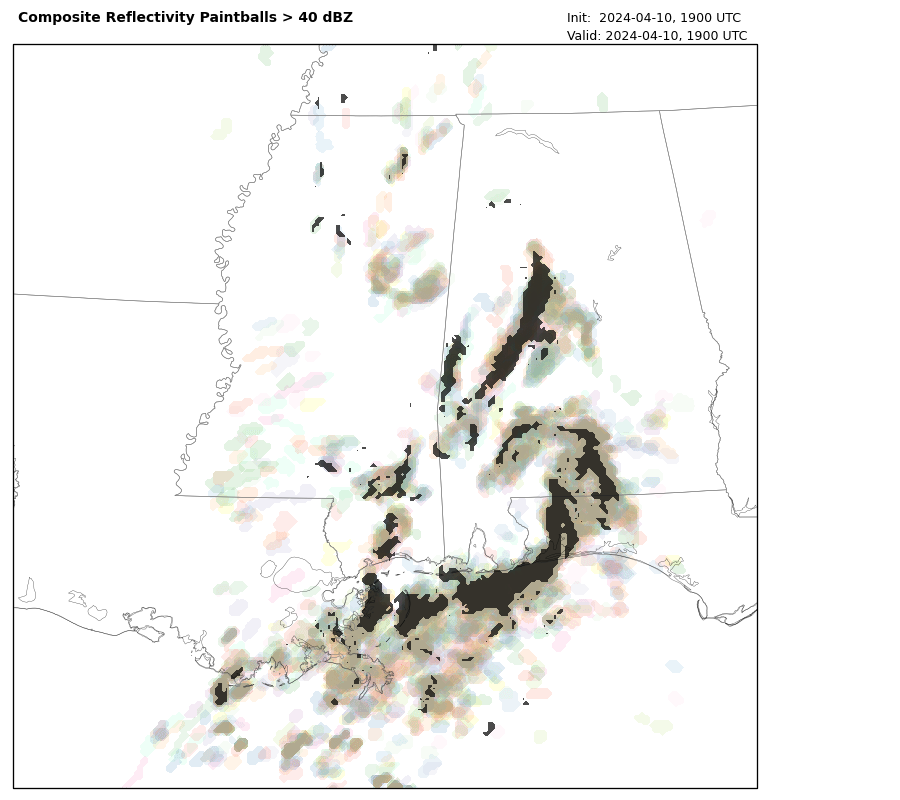 Composite Reflectivity Paintballs > 40 dBZ
Init: 2024-04-10, 1900 UTC
Valid: 2024-04-10, 1900 UTC